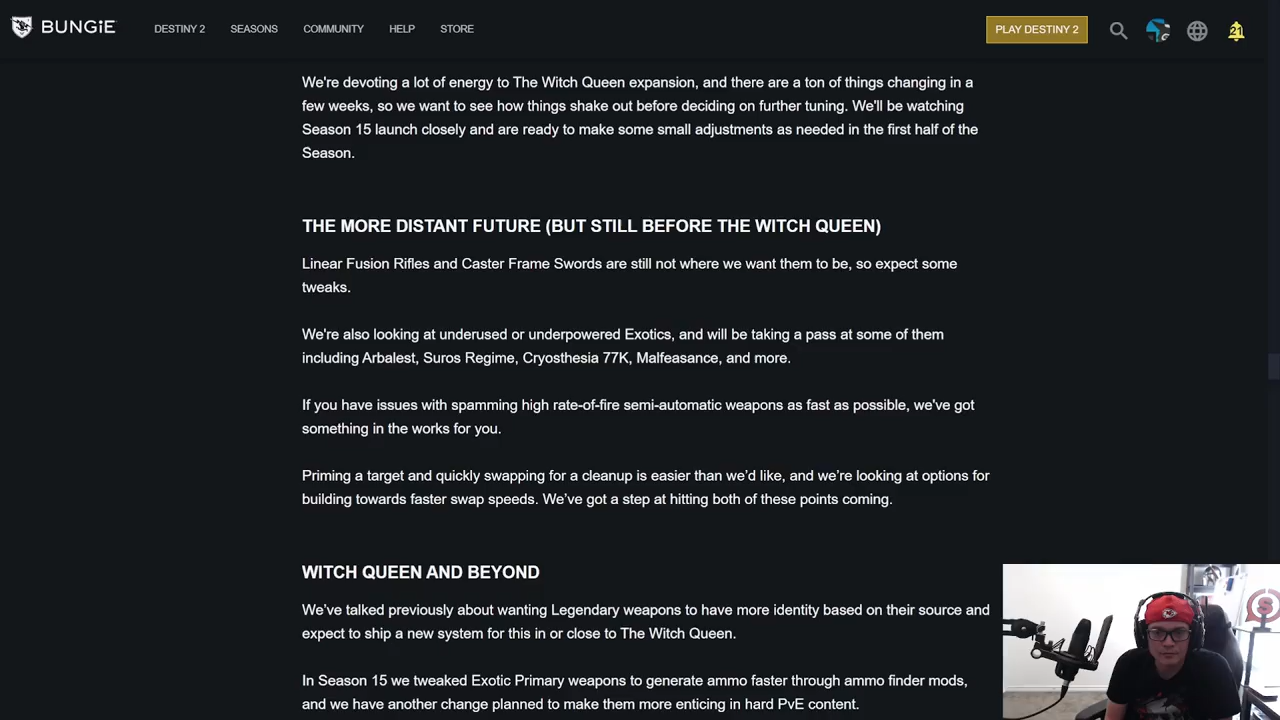 BUNGiE
DESTINY 2
SEASONS
COMMUNITY
HELP
STORE
PLAY DESTINY 2
21
We're devoting a lot of energy to The Witch Queen expansion, and there are a ton of things changing in a
few weeks, so we want to see how things shake out before deciding on further tuning. We'll be watching
Season 15 launch closely and are ready to make some small adjustments as needed in the first half of the
Season.
THE MORE DISTANT FUTURE (BUT STILL BEFORE THE WITCH QUEEN)
Linear Fusion Rifles and Caster Frame Swords are still not where we want them to be, so expect some
tweaks.
We're also looking at underused or underpowered Exotics, and will be taking a pass at some of them
including Arbalest, Suros Regime, Cryosthesia 77K, Malfeasance, and more.
If you have issues with spamming high rate-of-fire semi-automatic weapons as fast as possible, we've got
something in the works for you.
Priming a target and quickly swapping for a cleanup is easier than we’d like, and we’re looking at options for
building towards faster swap speeds. We’ve got a step at hitting both of these points coming.
WITCH QUEEN AND BEYOND
We’ve talked previously about wanting Legendary weapons to have more identity based on their source and
expect to ship a new system for this in or close to The Witch Queen.
In Season 15 we tweaked Exotic Primary weapons to generate ammo faster through ammo finder mods,
and we have another change planned to make them more enticing in hard PvE content.